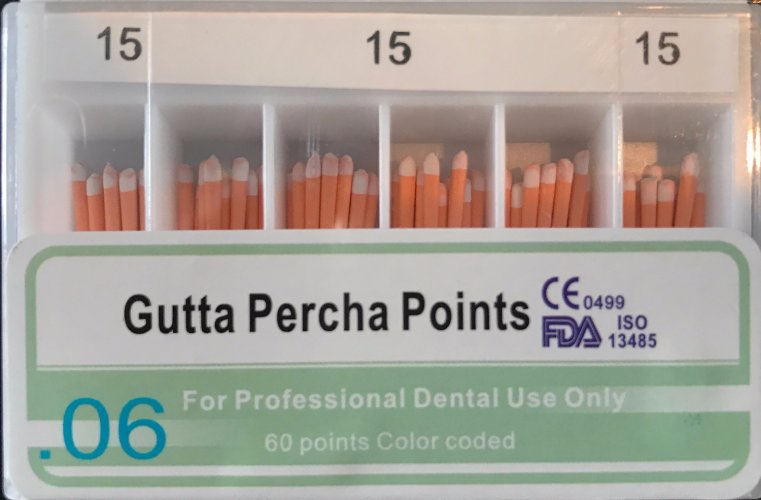 15 15 15
Gutta Percha Points
CE 0499
FDA ISO 13485
For Professional Dental Use Only
.06
60 points Color coded